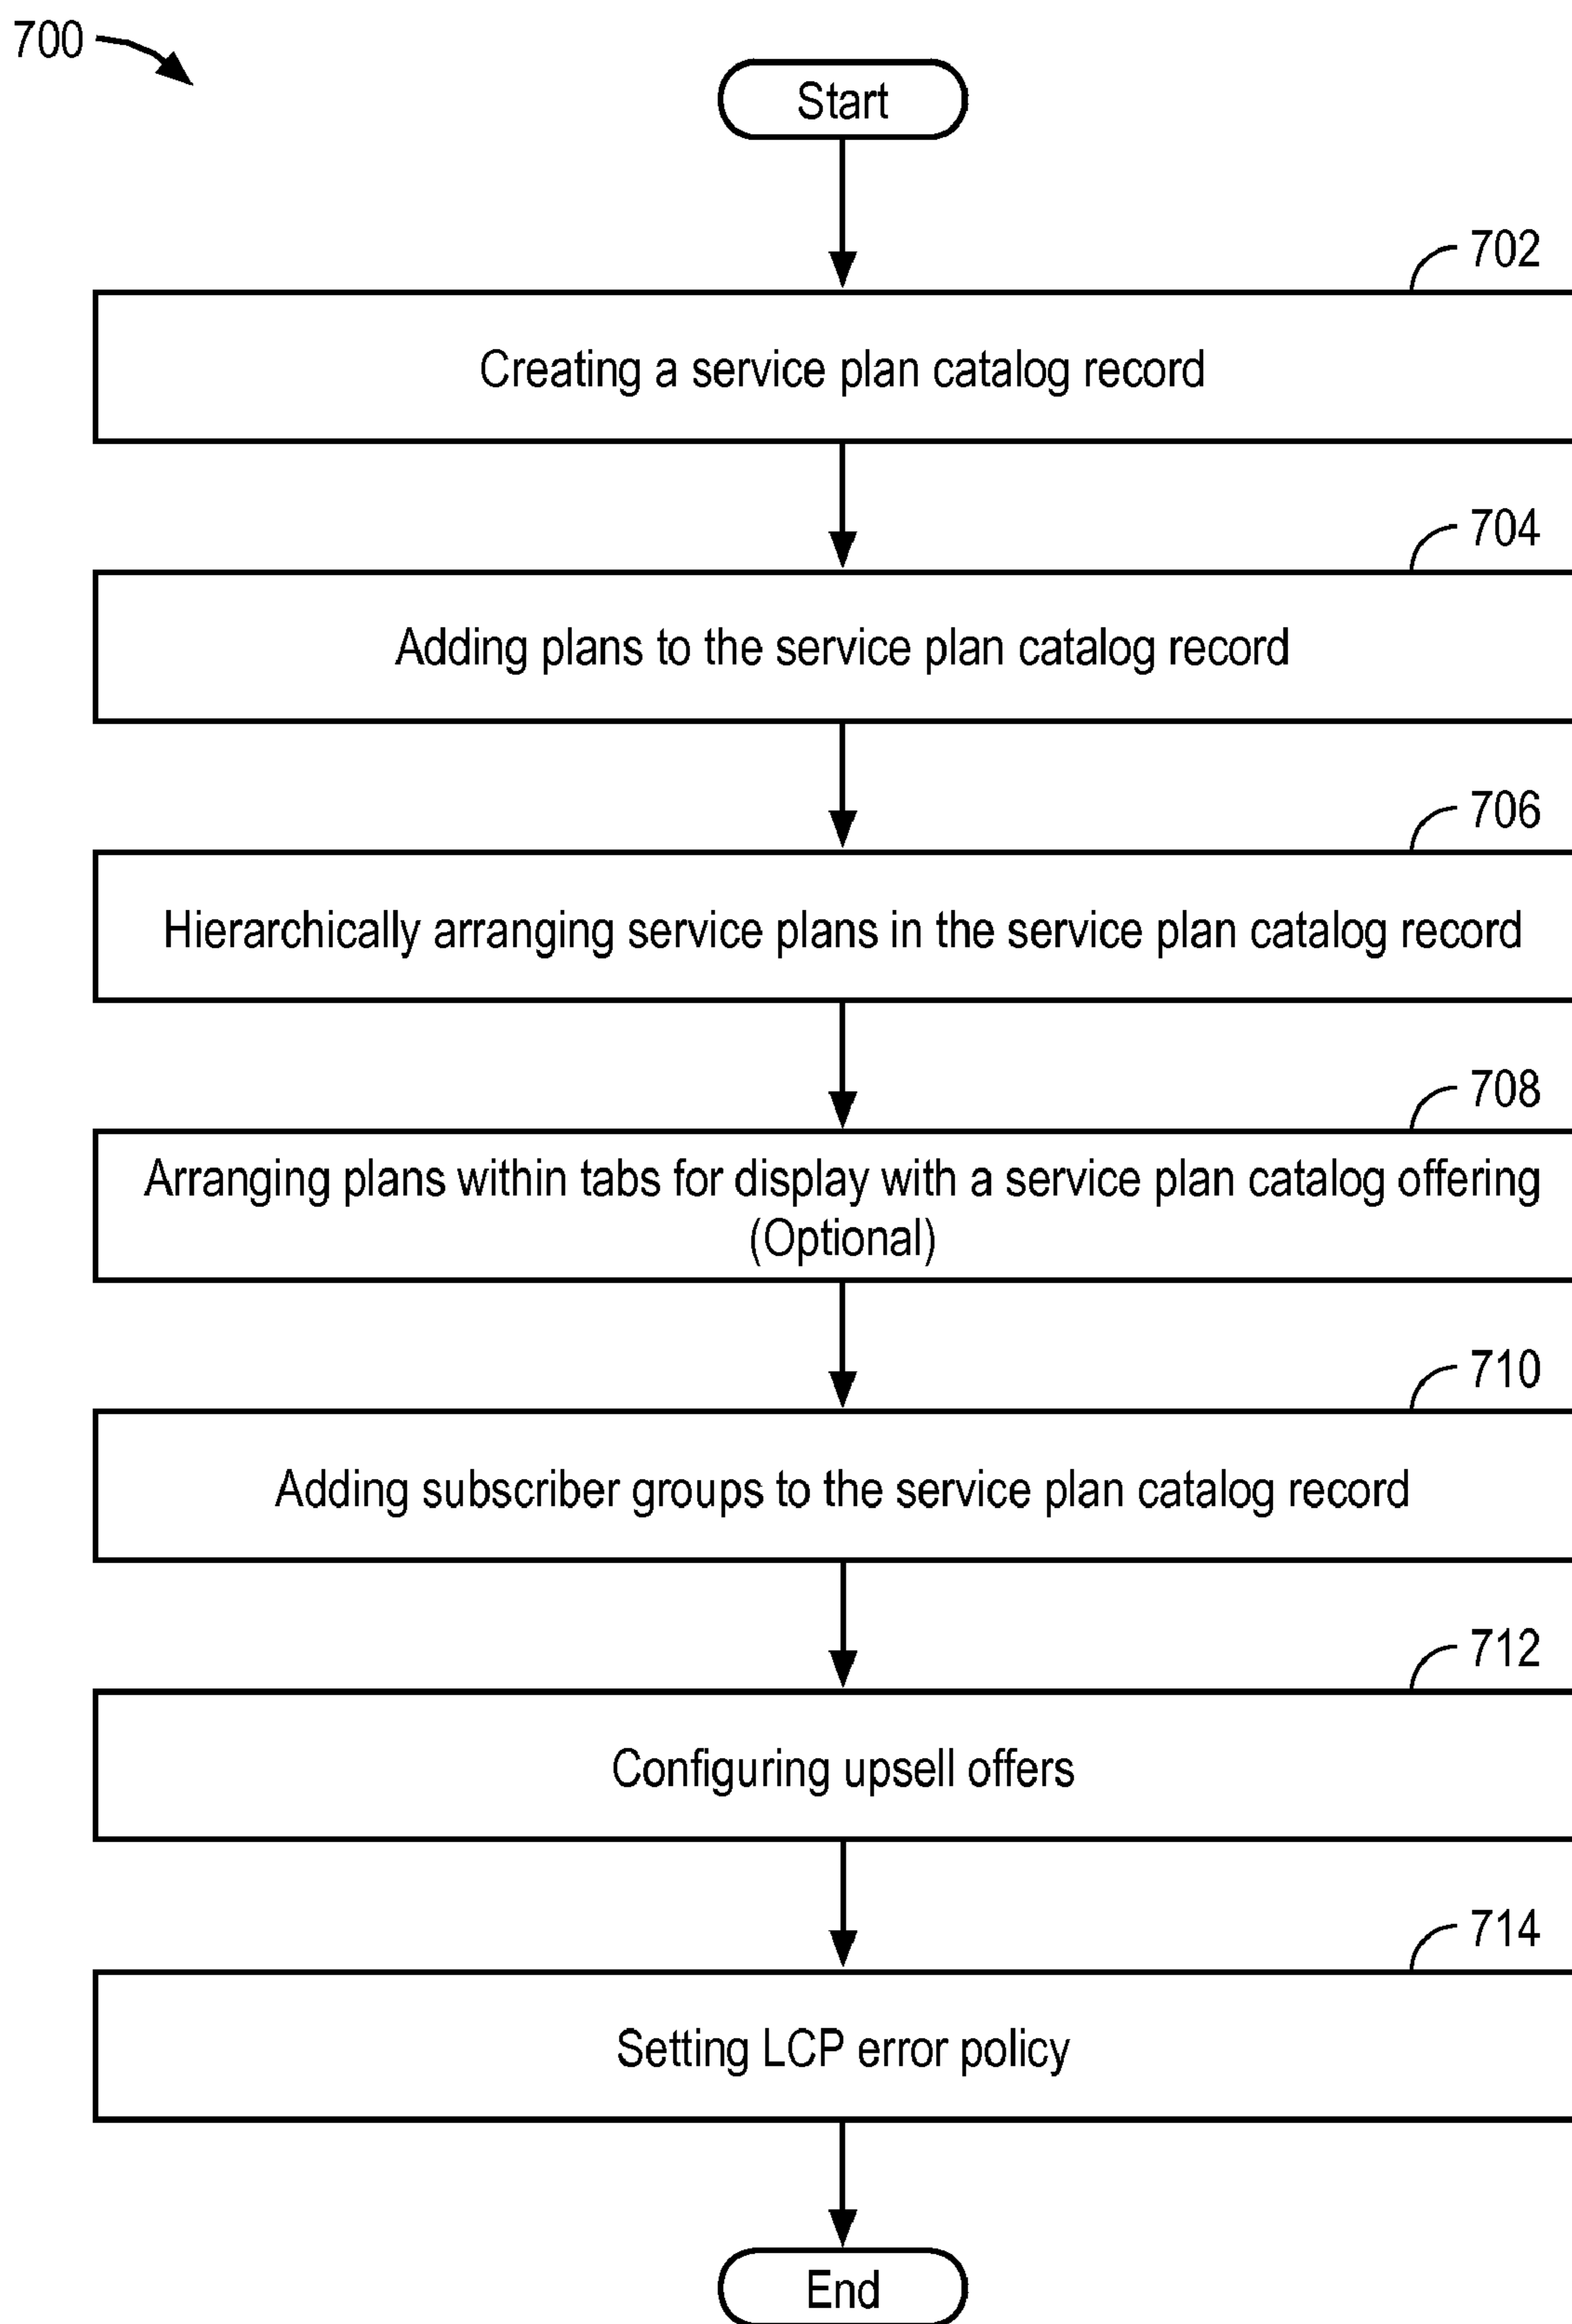 700
Start
702
Creating a service plan catalog record
704
Adding plans to the service plan catalog record
706
Hierarchically arranging service plans in the service plan catalog record
708
Arranging plans within tabs for display with a service plan catalog offering
(Optional)
710
Adding subscriber groups to the service plan catalog record
712
Configuring upsell offers
714
Setting LCP error policy
End